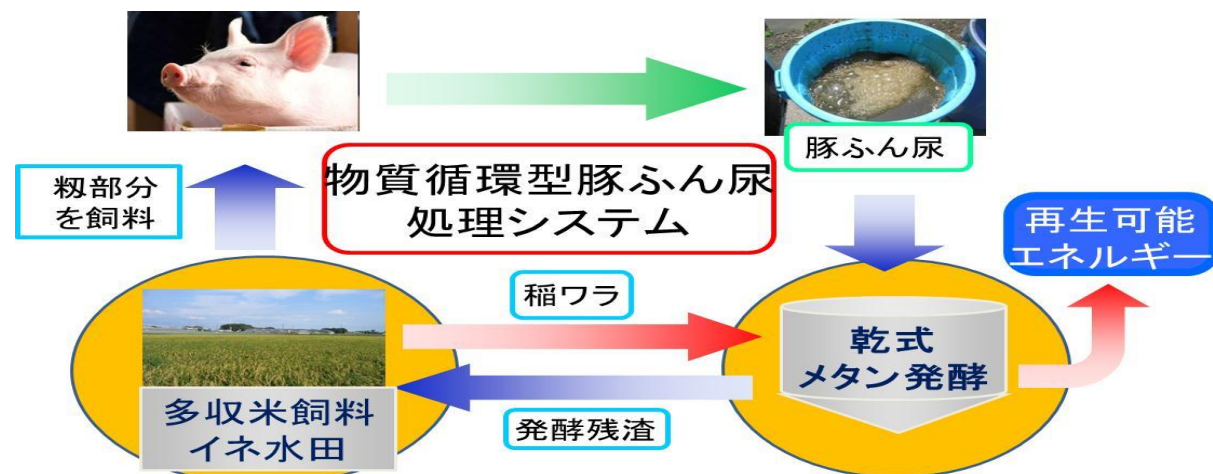 豚ふん尿
籾部分
を飼料
物質循環型豚ふん尿
処理システム
再生可能
エネルギー
稲ワラ
乾式
メタン発酵
多収米飼料
イネ水田
発酵残渣